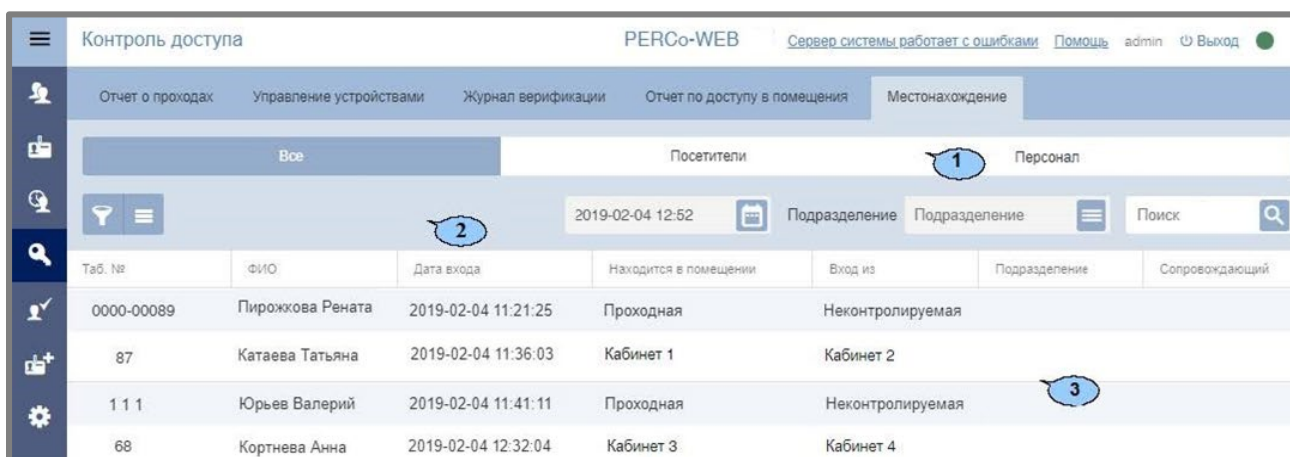 Контроль доступа PERCo-WEB Сервер системы работает с ошибками Помощь admin Выход
Отчет о проходах Управление устройствами Журнал верификации Отчет по доступу в помещения Местонахождение
Все Посетители 1 Персонал
2 2019-02-04 12:52 Подразделение Подразделение Поиск
Таб. № ФИО Дата входа Находится в помещении Вход из Подразделение Сопровождающий
0000-00089 Пирожкова Рената 2019-02-04 11:21:25 Проходная Неконтролируемая
87 Катаева Татьяна 2019-02-04 11:36:03 Кабинет 1 Кабинет 2
3
1 1 1 Юрьев Валерий 2019-02-04 11:41:11 Проходная Неконтролируемая
68 Кортнева Анна 2019-02-04 12:32:04 Кабинет 3 Кабинет 4